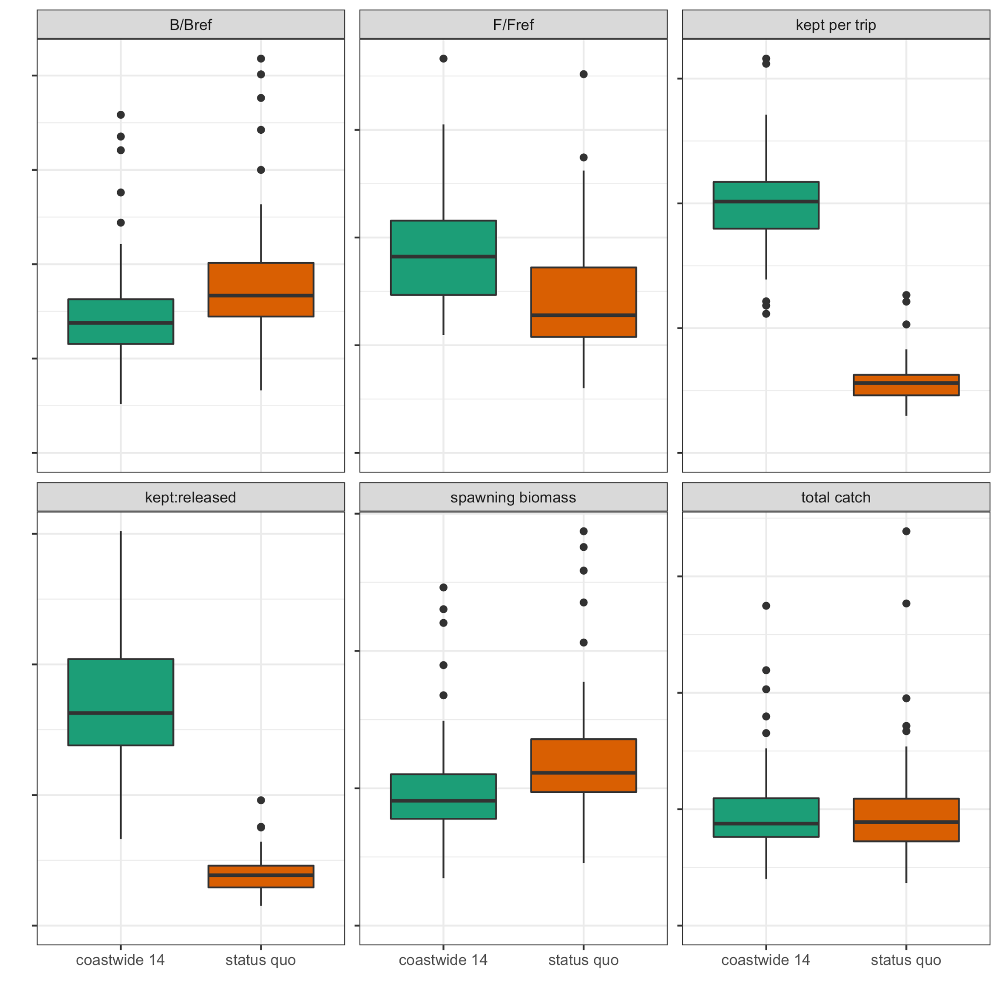 B/Bref
F/Fref
kept per trip
kept:released
spawning biomass
total catch
coastwide 14
status quo
coastwide 14
status quo
coastwide 14
status quo